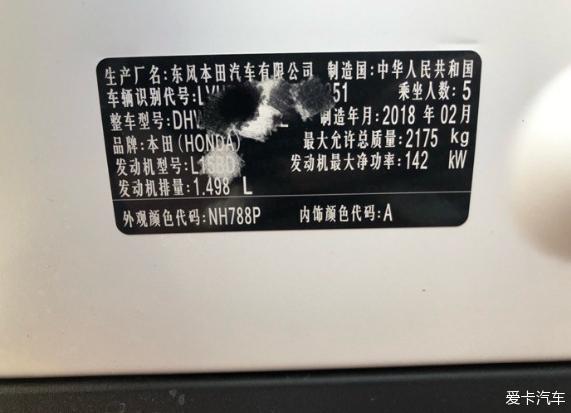 生产厂名:东风本田汽车有限公司 制造国:中华人民共和国
车辆识别代号:LV 51 乘坐人数:5
整车型号:DH 制造年月:2018 年 02月
品牌:本田(HONDA) 最大允许总质量:2175 kg
发动机型号:L15BD 发动机最大净功率:142 kW
发动机排量:1.498 L
外观颜色代码:NH788P 内饰颜色代码:A
爱卡汽车